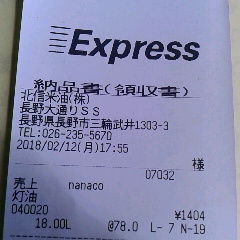 Express
納品書(領収書)
北信米油(株)
長野大通りSS
長野県長野市三輪武井1303-3
TEL:026-235-5670
2018/02/12(月)17:55
様
07032
売上 nanaco
灯油
040020 ¥1404
18.00L @78.0 L- 7 N-19